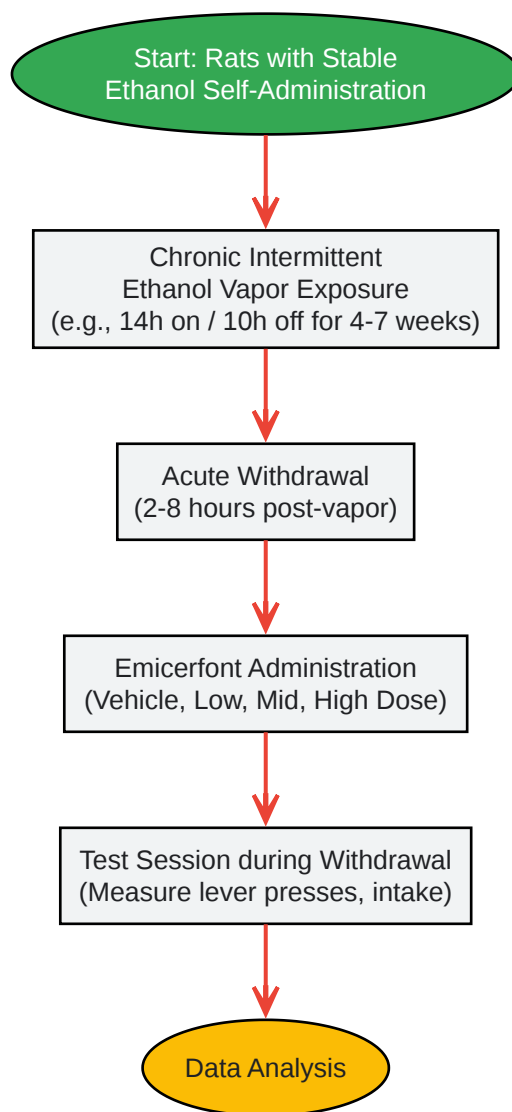 Start: Rats with Stable
Ethanol Self-Administration
Chronic Intermittent
Ethanol Vapor Exposure
(e.g., 14h on / 10h off for 4-7 weeks)
Acute Withdrawal
(2-8 hours post-vapor)
Emicerfont Administration
(Vehicle, Low, Mid, High Dose)
Test Session during Withdrawal
(Measure lever presses, intake)
Data Analysis